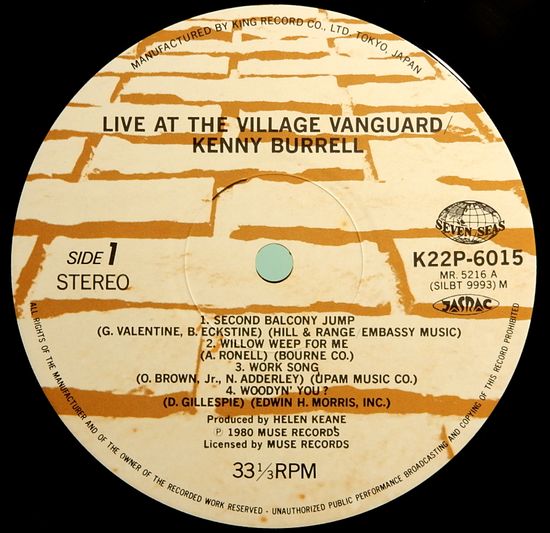 MANUFACTURED BY KING RECORD CO., LTD. TOKYO, JAPAN
LIVE AT THE VILLAGE VANGUARD/
KENNY BURRELL
SEVEN SEAS
SIDE 1
STEREO
K22P-6015
MR. 5216 A
(SILBT 9993) M
JASRAC
1. SECOND BALCONY JUMP
(G. VALENTINE, B. ECKSTINE) (HILL & RANGE EMBASSY MUSIC)
2. WILLOW WEEP FOR ME
(A. RONELL) (BOURNE CO.)
3. WORK SONG
(O. BROWN, Jr., N. ADDERLEY) (UPAM MUSIC CO.)
4. WOODYN' YOU?
(D. GILLESPIE) (EDWIN H. MORRIS, INC.)
Produced by HELEN KEANE
Ⓟ 1980 MUSE RECORDS
Licensed by MUSE RECORDS
33 1/3 RPM
ALL RIGHTS OF THE MANUFACTURER AND OF THE OWNER OF THE RECORDED WORK RESERVED · UNAUTHORIZED PUBLIC PERFORMANCE BROADCASTING AND COPYING OF THIS RECORD PROHIBITED